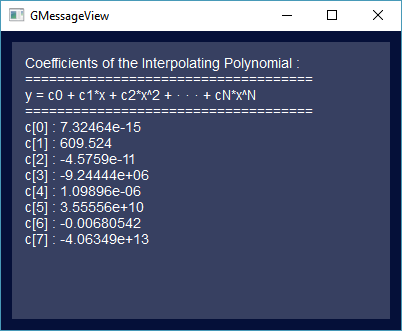 GMessageView
Coefficients of the Interpolating Polynomial :
====================================
y = c0 + c1*x + c2*x^2 + · · · + cN*x^N
====================================
c[0] : 7.32464e-15
c[1] : 609.524
c[2] : -4.5759e-11
c[3] : -9.24444e+06
c[4] : 1.09896e-06
c[5] : 3.55556e+10
c[6] : -0.00680542
c[7] : -4.06349e+13